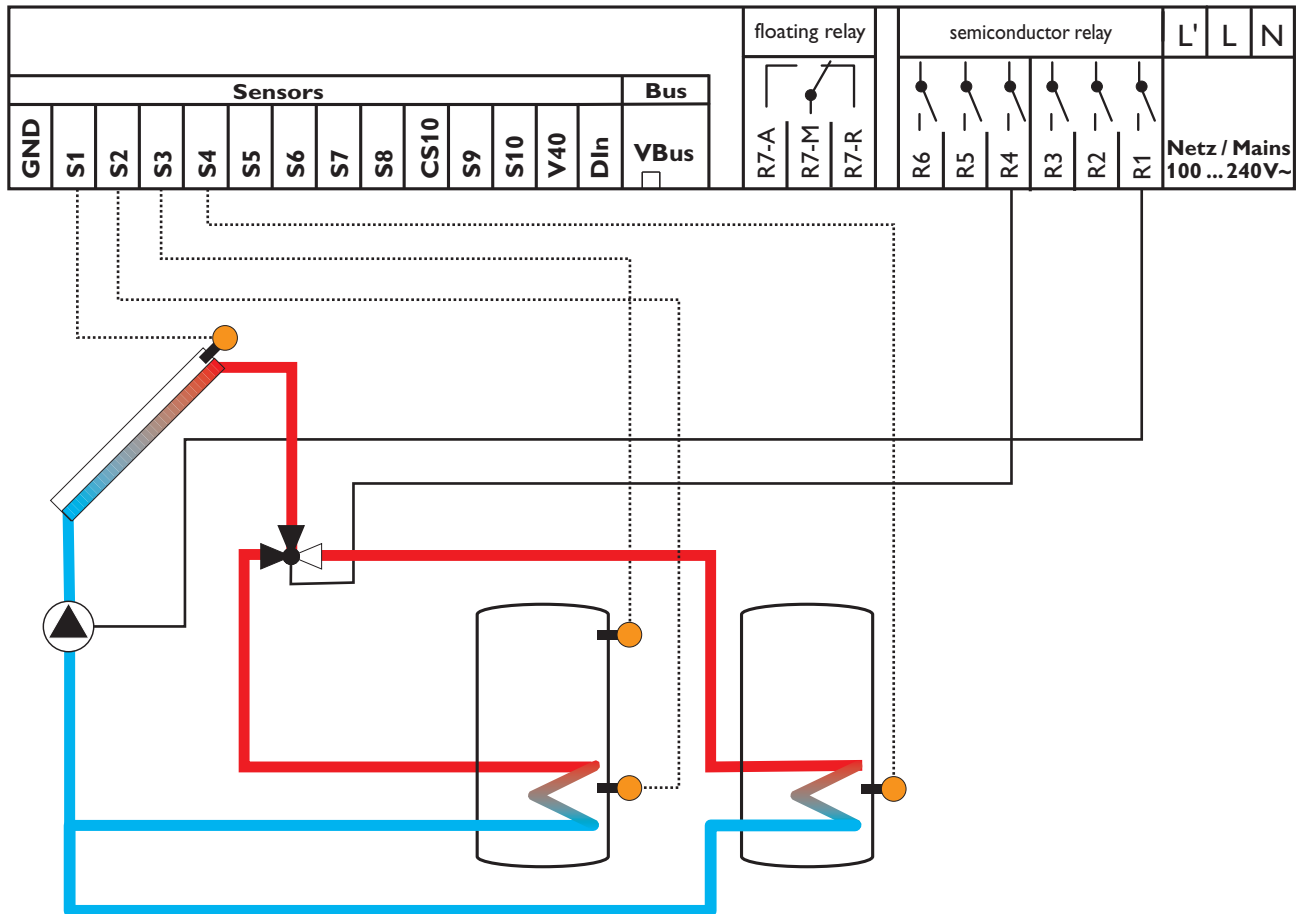 floating relay
semiconductor relay
L' L N
Sensors
Bus
GND S1 S2 S3 S4 S5 S6 S7 S8 CS10 S9 S10 V40 DIn
VBus
R7-A R7-M R7-R
R6 R5 R4 R3 R2 R1
Netz / Mains
100 ... 240 V~